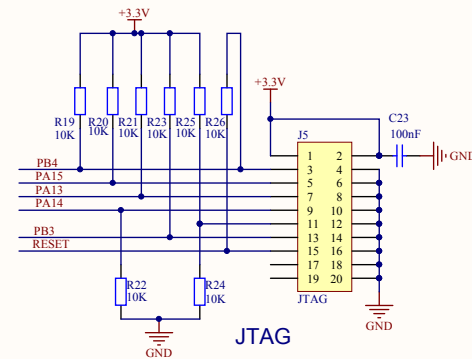 +3.3V
R19
10K
R20
10K
R21
10K
R23
10K
R25
10K
R26
10K
+3.3V
C23
100nF
GND
J5
1 2
3 4
5 6
7 8
9 10
11 12
13 14
15 16
17 18
19 20
JTAG
PB4
PA15
PA13
PA14
PB3
RESET
R22
10K
R24
10K
GND
GND
JTAG